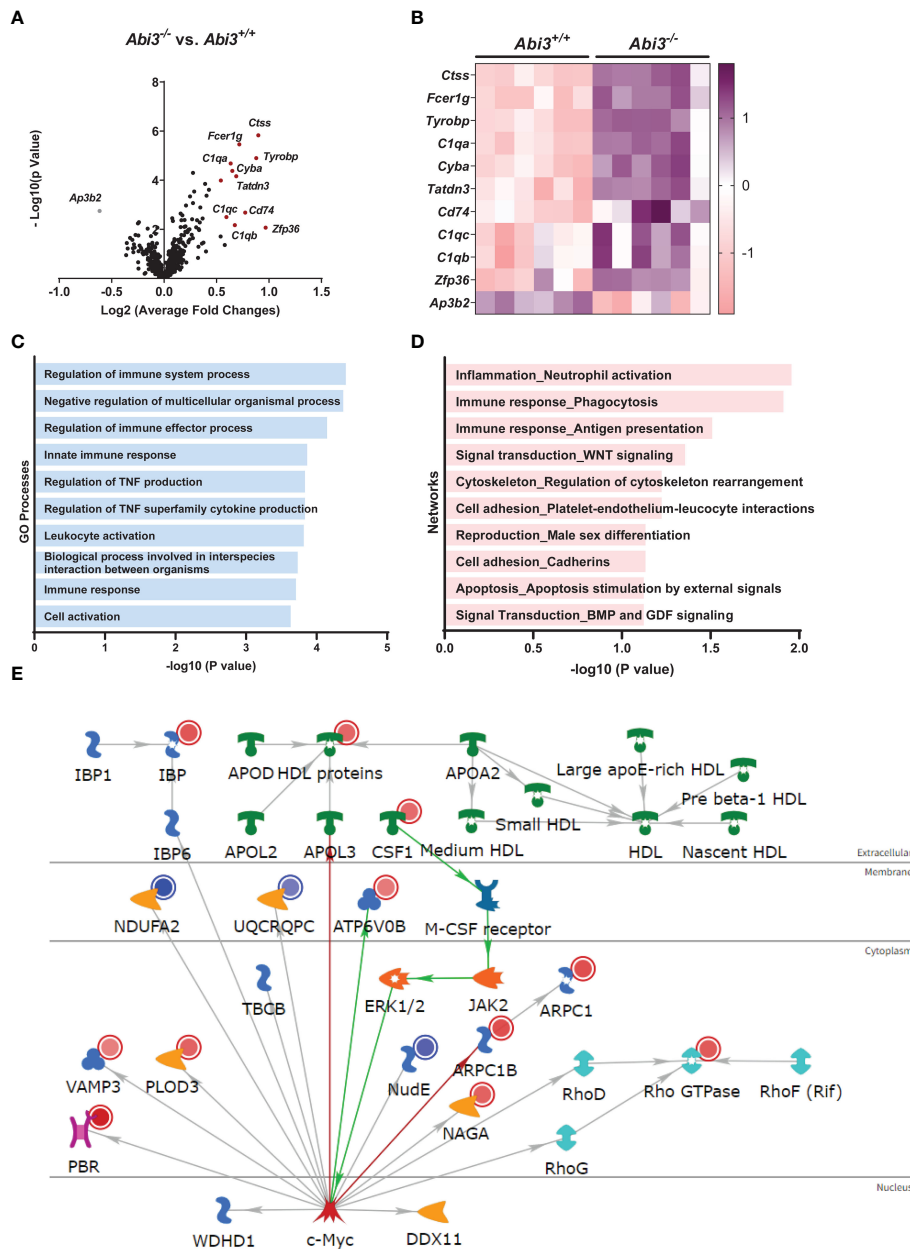 A
Abi3-/- vs. Abi3+/+
- Log10(p Value)
8
6
4
2
Ctss
Fcer1g
Tyrobp
C1qa
Cyba
Tatdn3
Ap3b2
C1qc
Cd74
C1qb
Zfp36
-1.0
-0.5
0.0
0.5
1.0
1.5
Log2 (Average Fold Changes)
B
Abi3+/+
Abi3-/-
Ctss
Fcer1g
Tyrobp
C1qa
Cyba
Tatdn3
Cd74
C1qc
C1qb
Zfp36
Ap3b2
1
0
-1
C
GO Processes
Regulation of immune system process
Negative regulation of multicellular organismal process
Regulation of immune effector process
Innate immune response
Regulation of TNF production
Regulation of TNF superfamily cytokine production
Leukocyte activation
Biological process involved in interspecies
interaction between organisms
Immune response
Cell activation
0
1
2
3
4
5
-log10 (P value)
D
Networks
Inflammation_Neutrophil activation
Immune response_Phagocytosis
Immune response_Antigen presentation
Signal transduction_WNT signaling
Cytoskeleton_Regulation of cytoskeleton rearrangement
Cell adhesion_Platelet-endothelium-leucocyte interactions
Reproduction_Male sex differentiation
Cell adhesion_Cadherins
Apoptosis_Apoptosis stimulation by external signals
Signal Transduction_BMP and GDF signaling
0.0
0.5
1.0
1.5
2.0
-log10 (P value)
E
IBP1
IBP
APOD
HDL proteins
APOA2
Large apoE-rich HDL
Pre beta-1 HDL
Small HDL
IBP6
APOL2
APOL3
CSF1
Medium HDL
HDL
Nascent HDL
Extracellular
Membrane
NDUFA2
UQCRQPC
ATP6V0B
M-CSF receptor
Cytoplasm
TBCB
ERK1/2
JAK2
ARPC1
VAMP3
PLOD3
NudE
ARPC1B
RhoD
Rho GTPase
RhoF (Rif)
NAGA
PBR
RhoG
Nucleus
WDHD1
c-Myc
DDX11